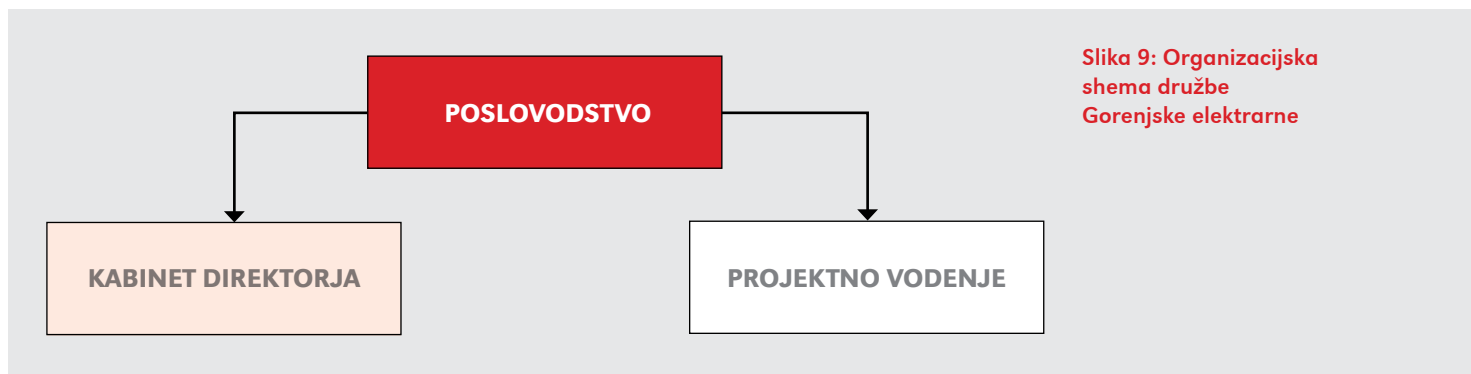 POSLOVODSTVO
Slika 9: Organizacijska
shema družbe
Gorenjske elektrarne
KABINET DIREKTORJA
PROJEKTNO VODENJE